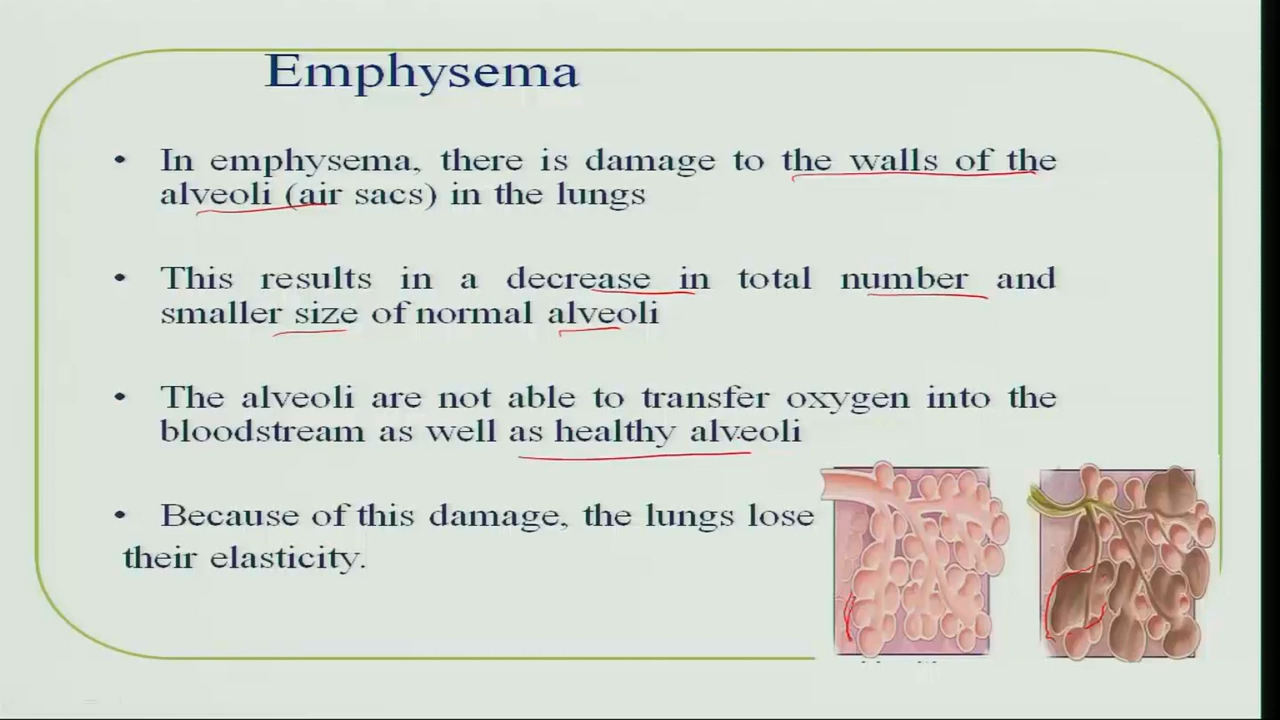 Emphysema
• In emphysema, there is damage to the walls of the
alveoli (air sacs) in the lungs
• This results in a decrease in total number and
smaller size of normal alveoli
• The alveoli are not able to transfer oxygen into the
bloodstream as well as healthy alveoli
• Because of this damage, the lungs lose
their elasticity.